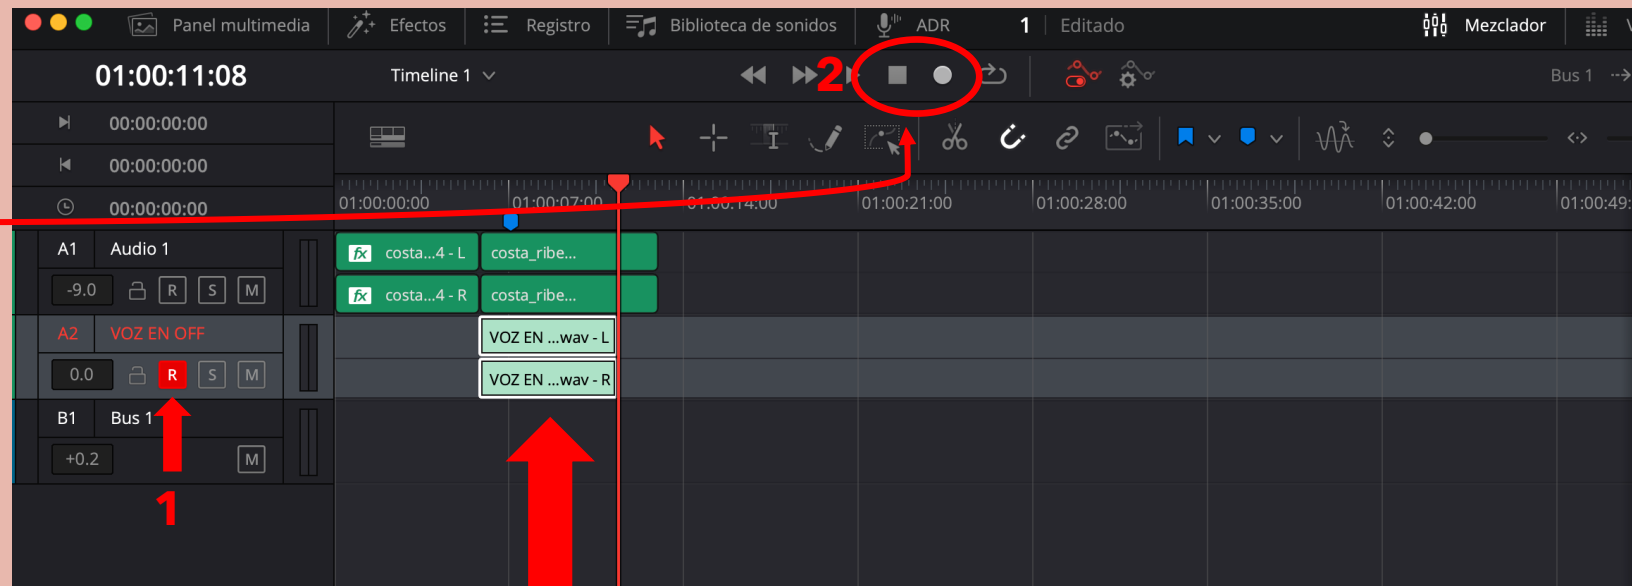 Panel multimedia Efectos Registro Biblioteca de sonidos ADR 1 Editado Mezclador
01:00:11:08 Timeline 1 2 Bus 1
00:00:00:00
00:00:00:00
00:00:00:00
01:00:00:00 01:00:07:00 01:00:14:00 01:00:21:00 01:00:28:00 01:00:35:00 01:00:42:00 01:00:49:
A1 Audio 1 fx costa...4 - L costa_ribe...
-9.0 R S M fx costa...4 - R costa_ribe...
A2 VOZ EN OFF VOZ EN ...wav - L
0.0 R S M VOZ EN ...wav - R
B1 Bus 1
+0.2 M
1